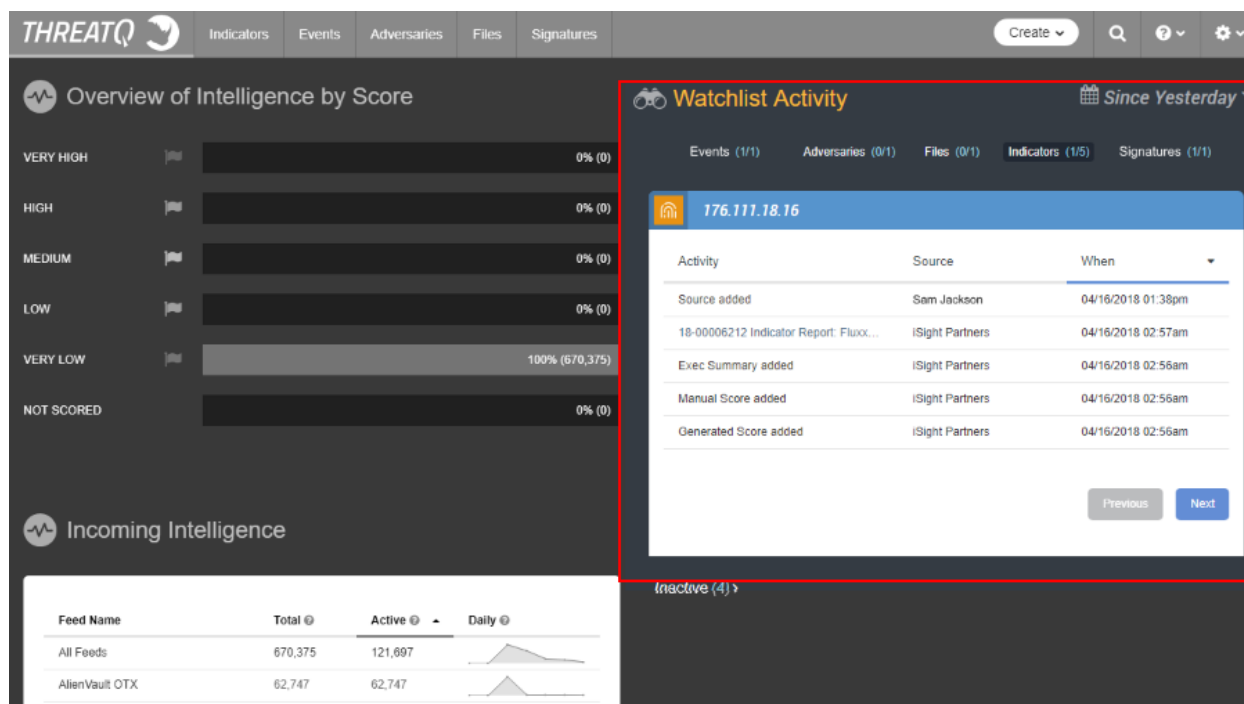 THREATQ Indicators Events Adversaries Files Signatures Create
Overview of Intelligence by Score
VERY HIGH 0% (0)
HIGH 0% (0)
MEDIUM 0% (0)
LOW 0% (0)
VERY LOW 100% (670,375)
NOT SCORED 0% (0)
Watchlist Activity Since Yesterday
Events (1/1) Adversaries (0/1) Files (0/1) Indicators (1/5) Signatures (1/1)
176.111.18.16
Activity Source When
Source added Sam Jackson 04/16/2018 01:38pm
18-00006212 Indicator Report: Fluxx... iSight Partners 04/16/2018 02:57am
Exec Summary added iSight Partners 04/16/2018 02:56am
Manual Score added iSight Partners 04/16/2018 02:56am
Generated Score added iSight Partners 04/16/2018 02:56am
Previous Next
Inactive (4)
Incoming Intelligence
Feed Name Total Active Daily
All Feeds 670,375 121,697
AlienVault OTX 62,747 62,747